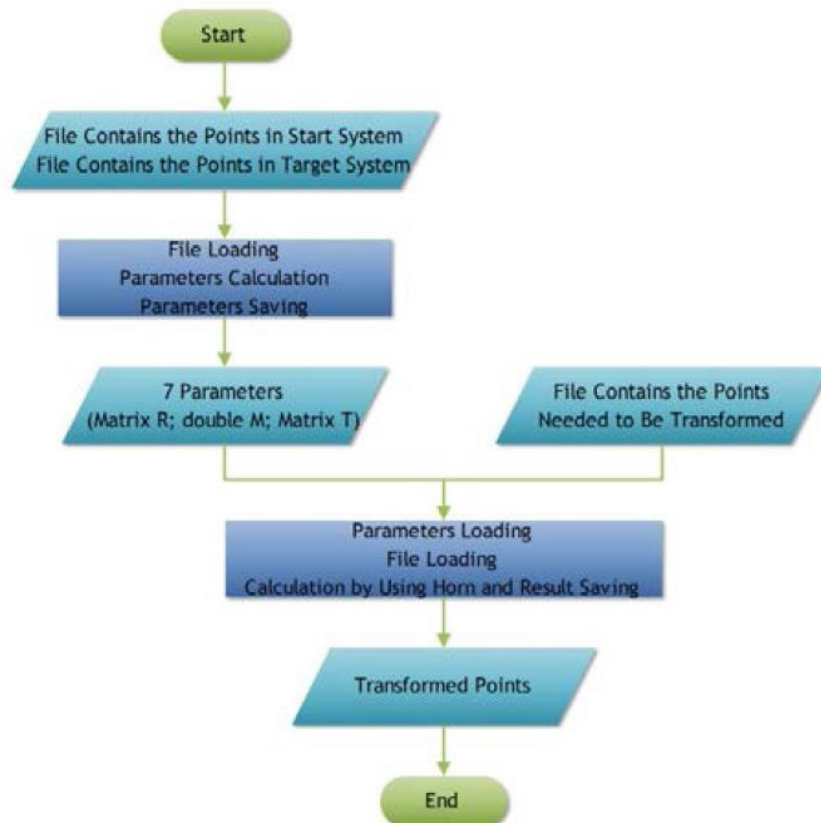 Start
File Contains the Points in Start System
File Contains the Points in Target System
File Loading
Parameters Calculation
Parameters Saving
7 Parameters
(Matrix R; double M; Matrix T)
File Contains the Points
Needed to Be Transformed
Parameters Loading
File Loading
Calculation by Using Horn and Result Saving
Transformed Points
End